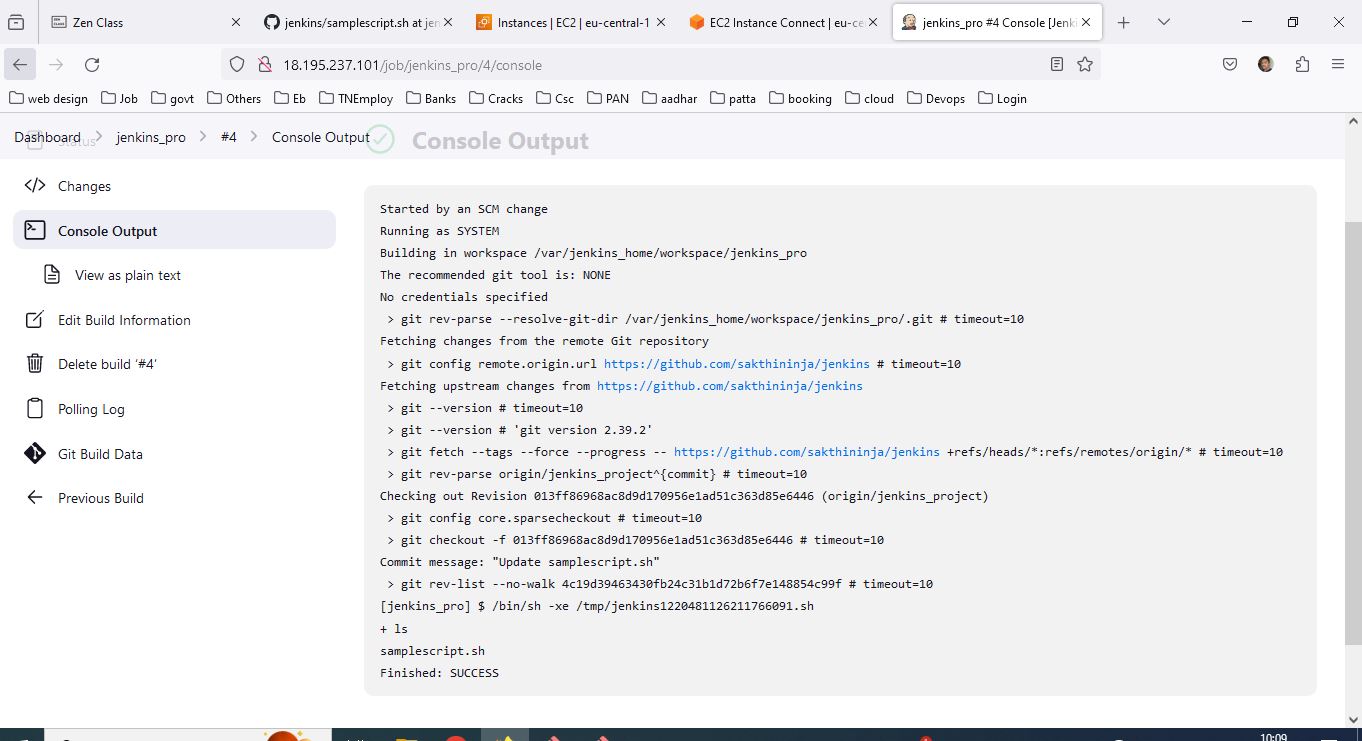 Zen Class
jenkins/samplescript.sh at jen
Instances | EC2 | eu-central-1
EC2 Instance Connect | eu-ce
jenkins_pro #4 Console [Jenki
18.195.237.101/job/jenkins_pro/4/console
web design Job govt Others Eb TNEmploy Banks Cracks Csc PAN aadhar patta booking cloud Devops Login
Dashboard jenkins_pro #4 Console Output
Status
Console Output
Changes
Console Output
View as plain text
Edit Build Information
Delete build ‘#4’
Polling Log
Git Build Data
Previous Build
Started by an SCM change
Running as SYSTEM
Building in workspace /var/jenkins_home/workspace/jenkins_pro
The recommended git tool is: NONE
No credentials specified
> git rev-parse --resolve-git-dir /var/jenkins_home/workspace/jenkins_pro/.git # timeout=10
Fetching changes from the remote Git repository
> git config remote.origin.url https://github.com/sakthininja/jenkins # timeout=10
Fetching upstream changes from https://github.com/sakthininja/jenkins
> git --version # timeout=10
> git --version # 'git version 2.39.2'
> git fetch --tags --force --progress -- https://github.com/sakthininja/jenkins +refs/heads/*:refs/remotes/origin/* # timeout=10
> git rev-parse origin/jenkins_project^{commit} # timeout=10
Checking out Revision 013ff86968ac8d9d170956e1ad51c363d85e6446 (origin/jenkins_project)
> git config core.sparsecheckout # timeout=10
> git checkout -f 013ff86968ac8d9d170956e1ad51c363d85e6446 # timeout=10
Commit message: "Update samplescript.sh"
> git rev-list --no-walk 4c19d39463430fb24c31b1d72b6f7e148854c99f # timeout=10
[jenkins_pro] $ /bin/sh -xe /tmp/jenkins1220481126211766091.sh
+ ls
samplescript.sh
Finished: SUCCESS
10:09